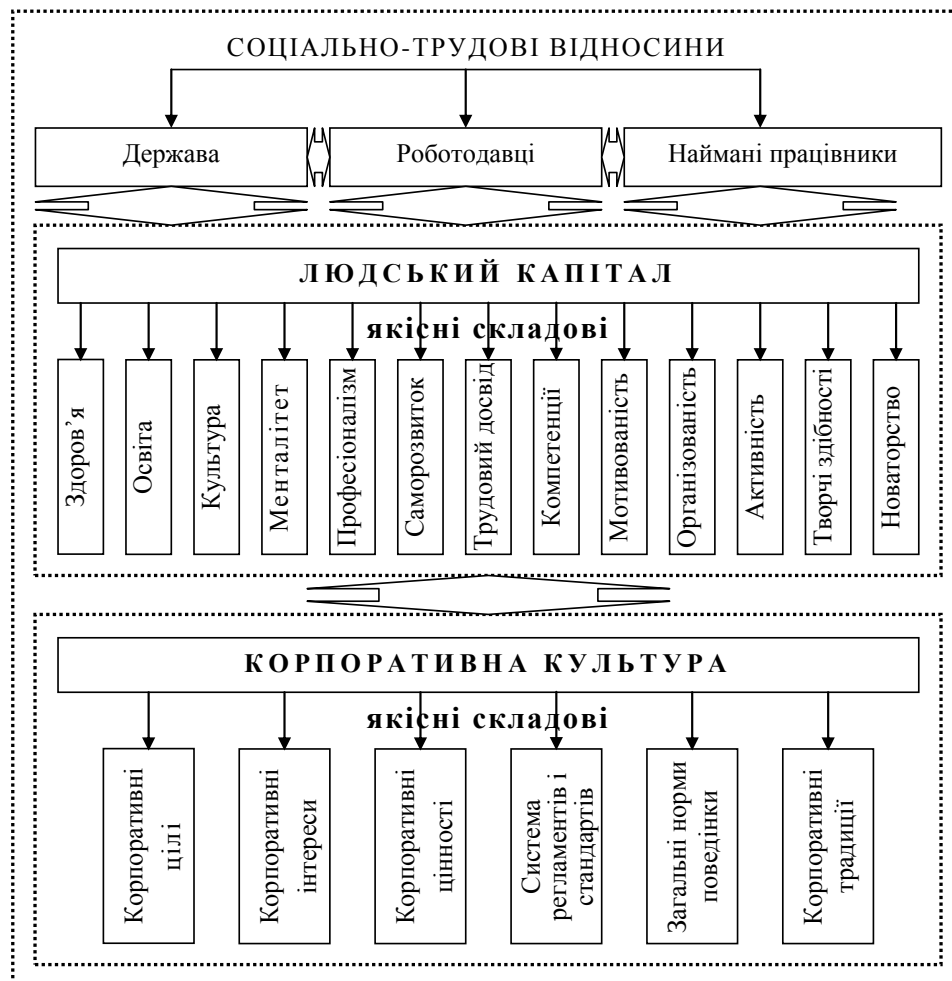 СОЦІАЛЬНО-ТРУДОВІ ВІДНОСИНИ
Держава
Роботодавці
Наймані працівники
ЛЮДСЬКИЙ КАПІТАЛ
якісні складові
Здоров’я
Освіта
Культура
Менталітет
Професіоналізм
Саморозвиток
Трудовий досвід
Компетенції
Мотивованість
Організованість
Активність
Творчі здібності
Новаторство
КОРПОРАТИВНА КУЛЬТУРА
якісні складові
Корпоративні
цілі
Корпоративні
інтереси
Корпоративні
цінності
Система
регламентів і
стандартів
Загальні норми
поведінки
Корпоративні
традиції